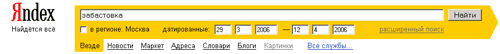 Яndex
Найдётся всё
забастовка
Найти
в регионе: Москва датированные: 29 3 2006 — 12 4 2006 расширенный поиск
Везде Новости Маркет Адреса Словари Блоги Картинки Все службы...